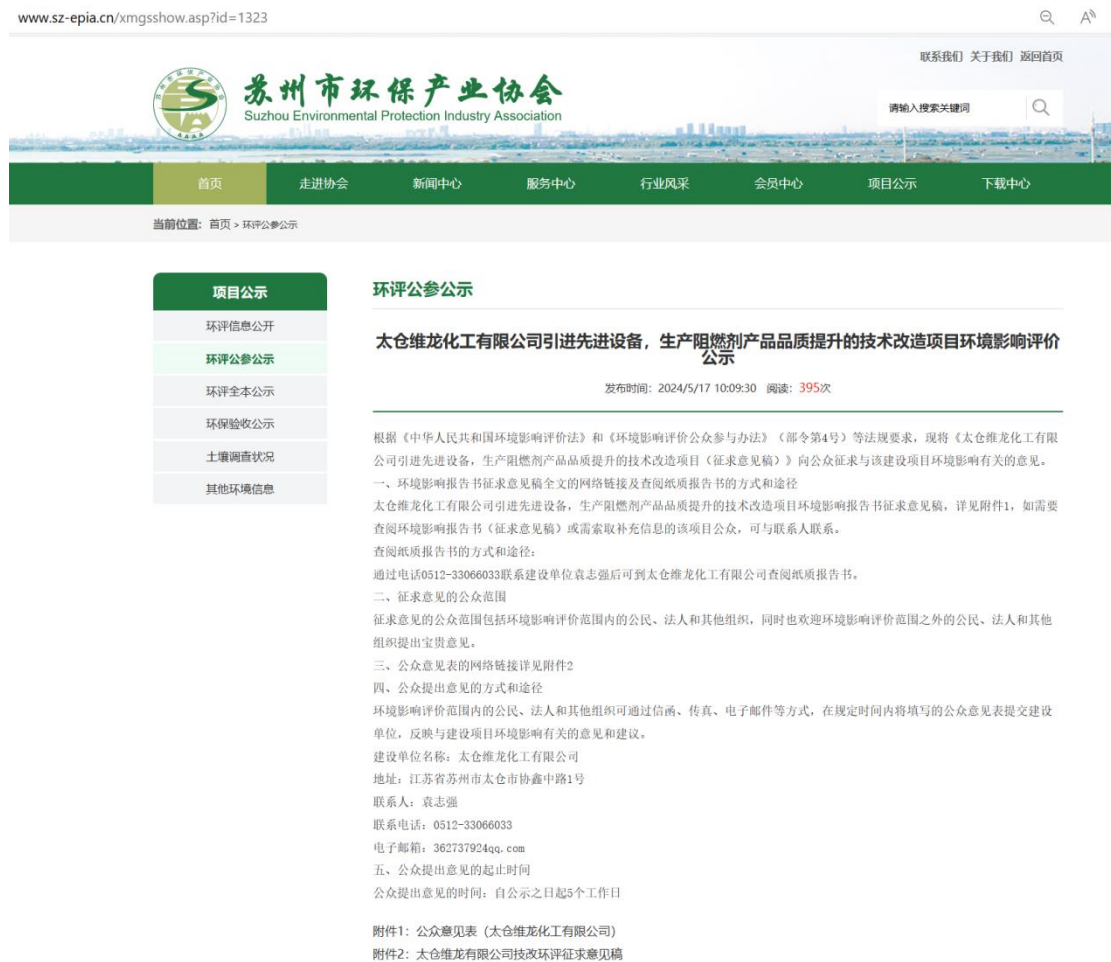 www.sz-epia.cn/xmgsshow.asp?id=1323
联系我们 关于我们 返回首页
苏州市环保产业协会
Suzhou Environmental Protection Industry Association
请输入搜索关键词
首页 走进协会 新闻中心 服务中心 行业风采 会员中心 项目公示 下载中心
当前位置：首页 > 环评公参公示
项目公示
环评信息公开
环评公参公示
环评全本公示
环保验收公示
土壤调查状况
其他环境信息
环评公参公示
太仓维龙化工有限公司引进先进设备，生产阻燃剂产品品质提升的技术改造项目环境影响评价
公示
发布时间：2024/5/17 10:09:30 阅读：395次
根据《中华人民共和国环境影响评价法》和《环境影响评价公众参与办法》（部令第4号）等法规要求，现将《太仓维龙化工有限
公司引进先进设备，生产阻燃剂产品品质提升的技术改造项目（征求意见稿）》向公众征求与该建设项目环境影响有关的意见。
一、环境影响报告书征求意见稿全文的网络链接及查阅纸质报告书的方式和途径
太仓维龙化工有限公司引进先进设备，生产阻燃剂产品品质提升的技术改造项目环境影响报告书征求意见稿，详见附件1，如需要
查阅环境影响报告书（征求意见稿）或需索取补充信息的该项目公众，可与联系人联系。
查阅纸质报告书的方式和途径：
通过电话0512-33066033联系建设单位袁志强后可到太仓维龙化工有限公司查阅纸质报告书。
二、征求意见的公众范围
征求意见的公众范围包括环境影响评价范围内的公民、法人和其他组织，同时也欢迎环境影响评价范围之外的公民、法人和其他
组织提出宝贵意见。
三、公众意见表的网络链接详见附件2
四、公众提出意见的方式和途径
环境影响评价范围内的公民、法人和其他组织可通过信函、传真、电子邮件等方式，在规定时间内将填写的公众意见表提交建设
单位，反映与建设项目环境影响有关的意见和建议。
建设单位名称：太仓维龙化工有限公司
地址：江苏省苏州市太仓市协鑫中路1号
联系人：袁志强
联系电话：0512-33066033
电子邮箱：362737924qq.com
五、公众提出意见的起止时间
公众提出意见的时间：自公示之日起5个工作日
附件1：公众意见表（太仓维龙化工有限公司）
附件2：太仓维龙有限公司技改环评征求意见稿